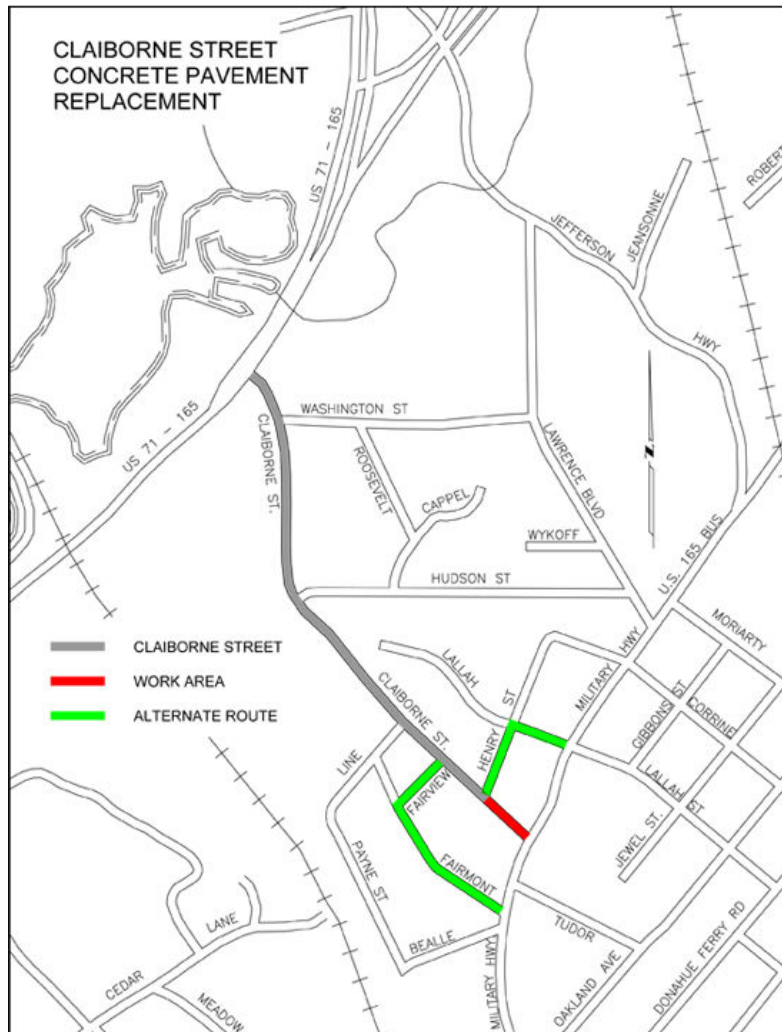 CLAIBORNE STREET
CONCRETE PAVEMENT
REPLACEMENT
US 71 - 165
ROBERT
JEANSONNE
JEFFERSON
HWY
US 71 - 165
WASHINGTON ST
CLAIBORNE ST.
ROOSEVELT
LAWRENCE BLVD
CAPPEL
WYKOFF
U.S. 165 BUS
HUDSON ST
MORIARTY
CLAIBORNE STREET
WORK AREA
ALTERNATE ROUTE
LALLAH
HENRY ST
MILITARY HWY
GIBBONS ST
CORRINE
CLAIBORNE ST.
LINE
FAIRVIEW
LALLAH ST
JEWEL ST.
PAYNE ST
FAIRMONT
BEALLE
TUDOR
MILITARY HWY
OAKLAND AVE
DONAHUE FERRY RD
CEDAR LANE
MEADOW